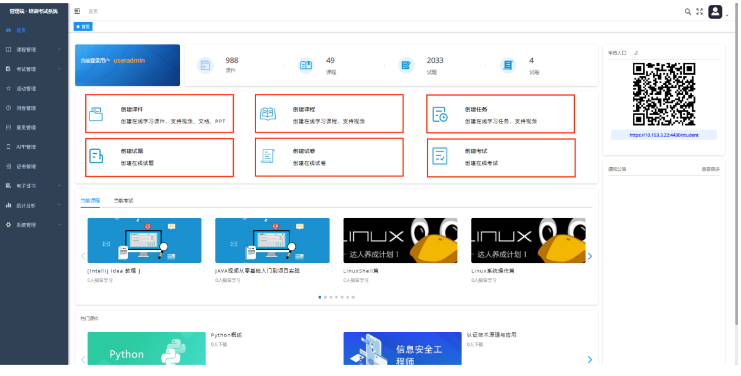 管理端 · 培训考试系统
首页
首页
首页
课程管理
考试管理
活动管理
问卷管理
意见管理
APP管理
证书管理
电子证书
统计分析
系统管理
当前登录用户: useradmin
988
课件
49
课程
2033
试题
4
试卷
创建课件
创建在线学习课件，支持视频、文档、PPT
创建课程
创建在线学习课程，支持视频
创建任务
创建在线学习任务，支持视频
创建试题
创建在线试题
创建试卷
创建在线试卷
创建考试
创建在线考试
学员入口
https://10.153.3.22:4430/student
通知公告
查看更多
当前课程
当前考试
LINUX
达人养成计划 I
LINUX
达人养成计划 I
[Intellij Idea 教程 ]
0人报名学习
JAVA视频从零基础入门到项目实战
0人报名学习
LinuxShell篇
0人报名学习
Linux系统操作篇
0人报名学习
热门课件
Python
Python概述
0人下载
信息安全工
程师
认证技术原理与应用
0人下载